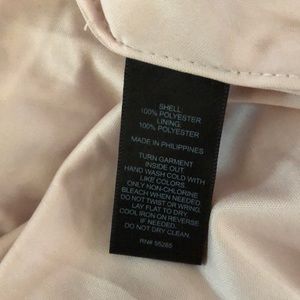 SHELL:
100% POLYESTER
LINING:
100% POLYESTER
MADE IN PHILIPPINES
TURN GARMENT
INSIDE OUT
HAND WASH COLD WITH
LIKE COLORS.
ONLY NON-CHLORINE
BLEACH WHEN NEEDED.
DO NOT TWIST OR WRING.
LAY FLAT TO DRY.
COOL IRON ON REVERSE
IF NEEDED.
DO NOT DRY CLEAN.
RN# 55285